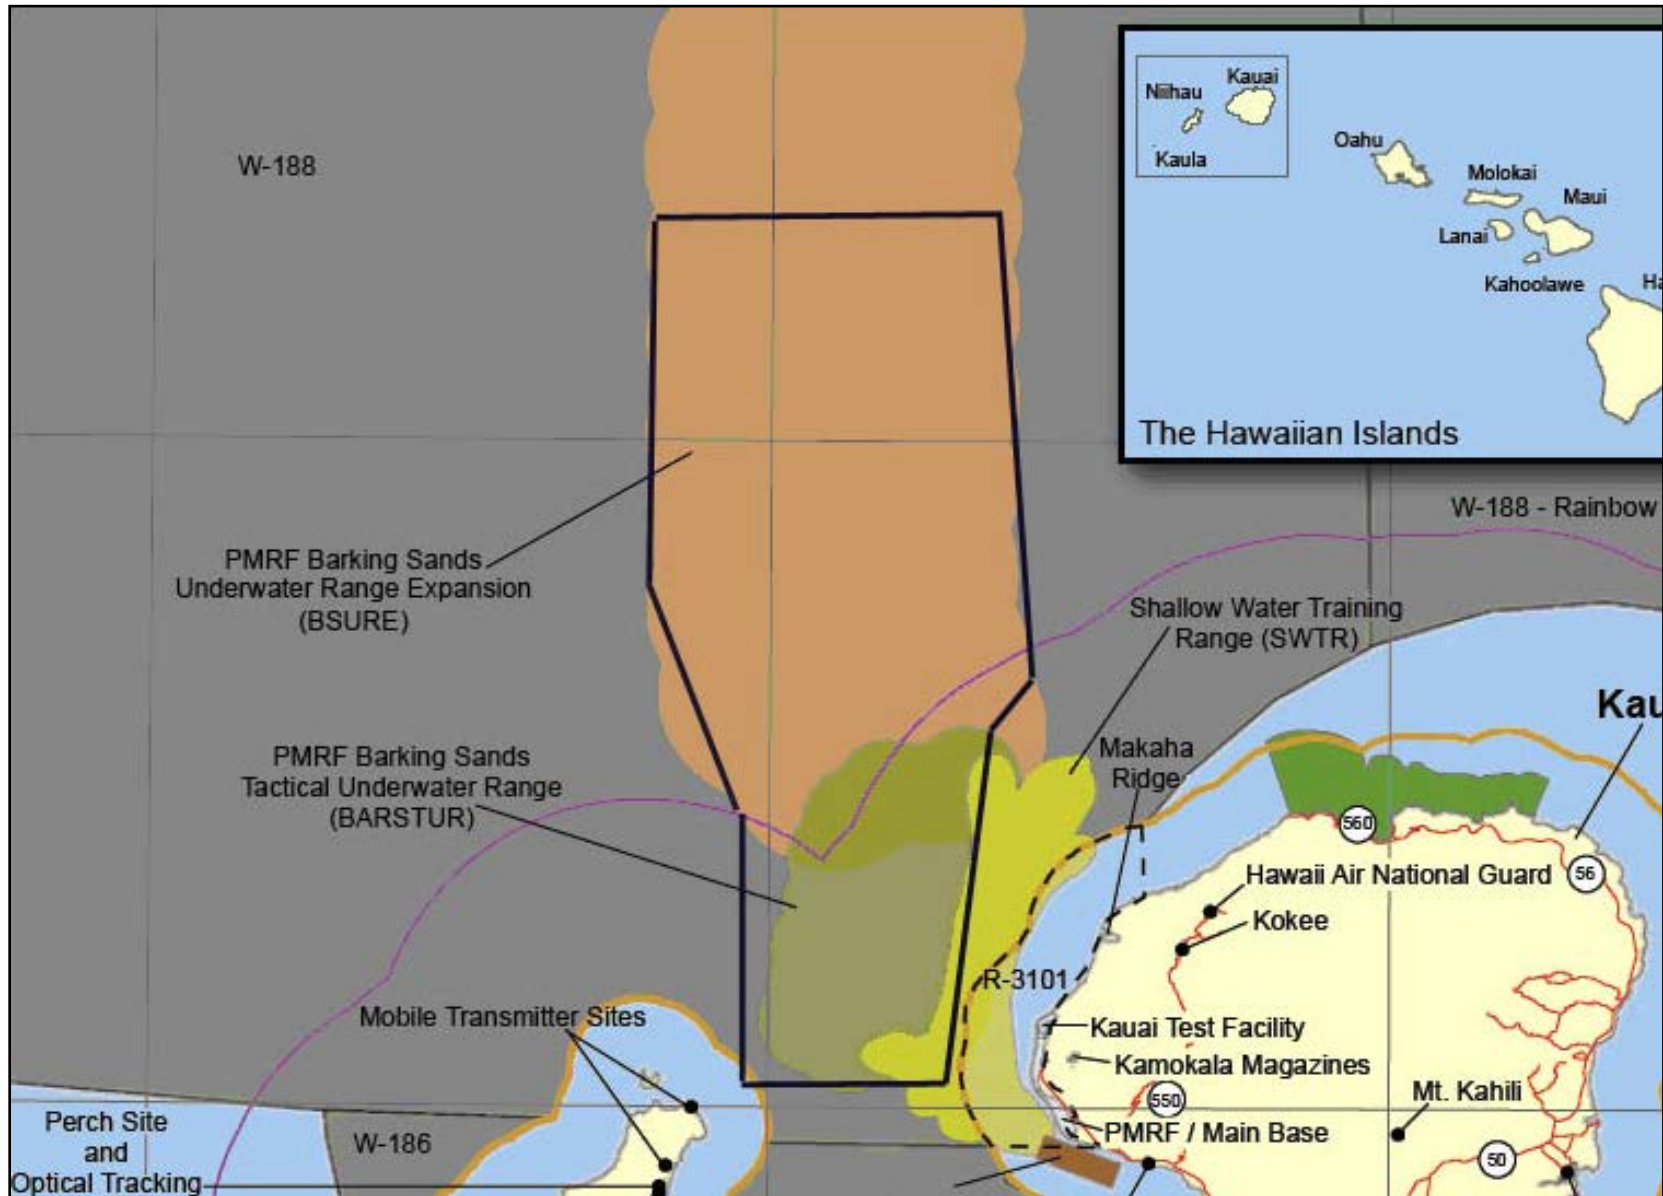 W-188
Niihau
Kauai
Kaula
Oahu
Molokai
Maui
Lanai
Kahoolawe
Ha
The Hawaiian Islands
W-188 - Rainbow
PMRF Barking Sands
Underwater Range Expansion
(BSURE)
Shallow Water Training
Range (SWTR)
Kau
Makaha
Ridge
PMRF Barking Sands
Tactical Underwater Range
(BARSTUR)
560
56
Hawaii Air National Guard
Kokee
R-3101
Mobile Transmitter Sites
Kauai Test Facility
Kamokala Magazines
Mt. Kahili
550
PMRF / Main Base
Perch Site
and
Optical Tracking
W-186
50